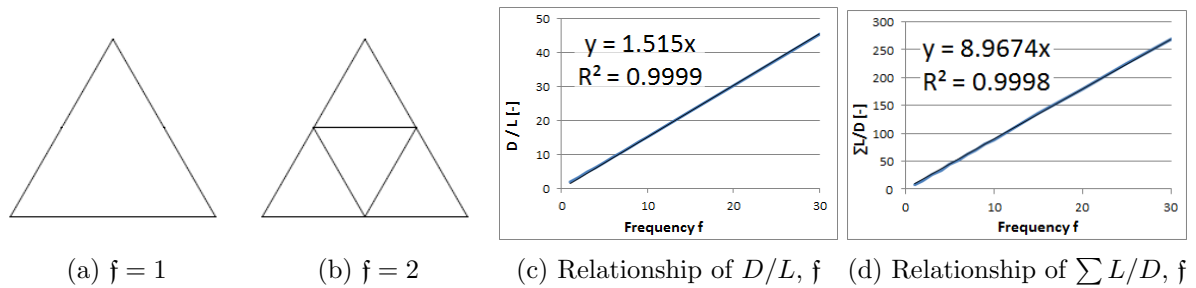 50
40
30
20
10
0
D / L [-]
y = 1.515x
R² = 0.9999
0 10 20 30
Frequency f
300
250
200
150
100
50
0
∑L/D [-]
y = 8.9674x
R² = 0.9998
0 10 20 30
Frequency f
(a) 𝔣 = 1
(b) 𝔣 = 2
(c) Relationship of D/L, 𝔣
(d) Relationship of ∑ L/D, 𝔣